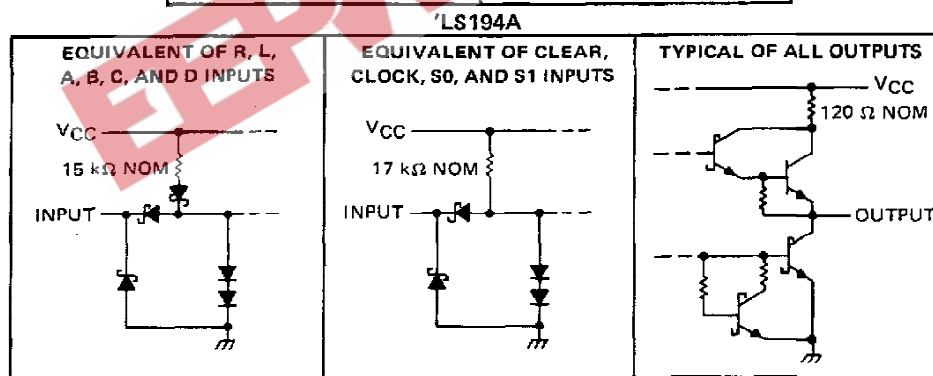 'LS194A
EQUIVALENT OF R, L,
A, B, C, AND D INPUTS
VCC
15 kΩ NOM
INPUT
EQUIVALENT OF CLEAR,
CLOCK, S0, AND S1 INPUTS
VCC
17 kΩ NOM
INPUT
TYPICAL OF ALL OUTPUTS
VCC
120 Ω NOM
OUTPUT